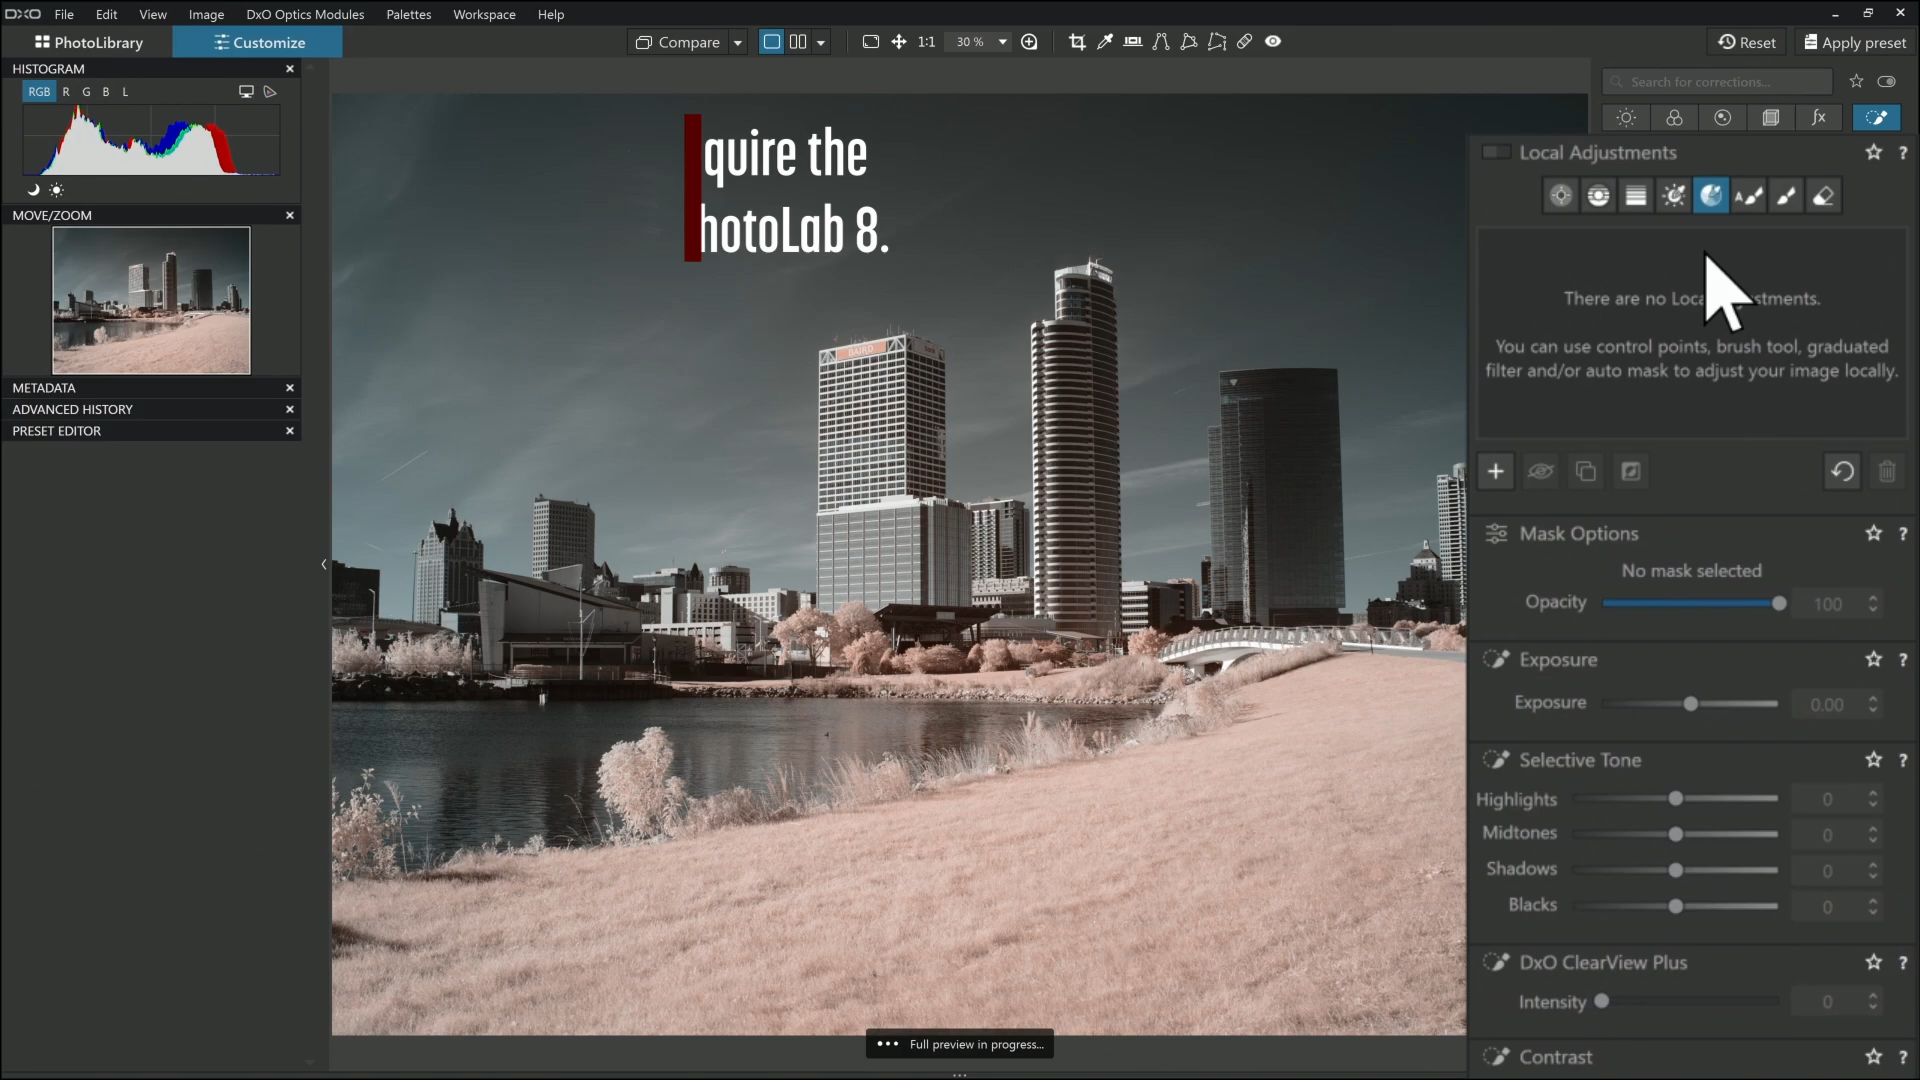 DXO File Edit View Image DxO Optics Modules Palettes Workspace Help
PhotoLibrary Customize Compare 1:1 30 % Reset Apply preset
HISTOGRAM
RGB R G B L
MOVE/ZOOM
METADATA
ADVANCED HISTORY
PRESET EDITOR
quire the
hotoLab 8.
BAIRD
Full preview in progress...
Search for corrections...
fx
Local Adjustments ?
A
There are no Loca stments.
You can use control points, brush tool, graduated
filter and/or auto mask to adjust your image locally.
Mask Options ?
No mask selected
Opacity 100
Exposure ?
Exposure 0.00
Selective Tone ?
Highlights 0
Midtones 0
Shadows 0
Blacks 0
DxO ClearView Plus ?
Intensity 0
Contrast ?